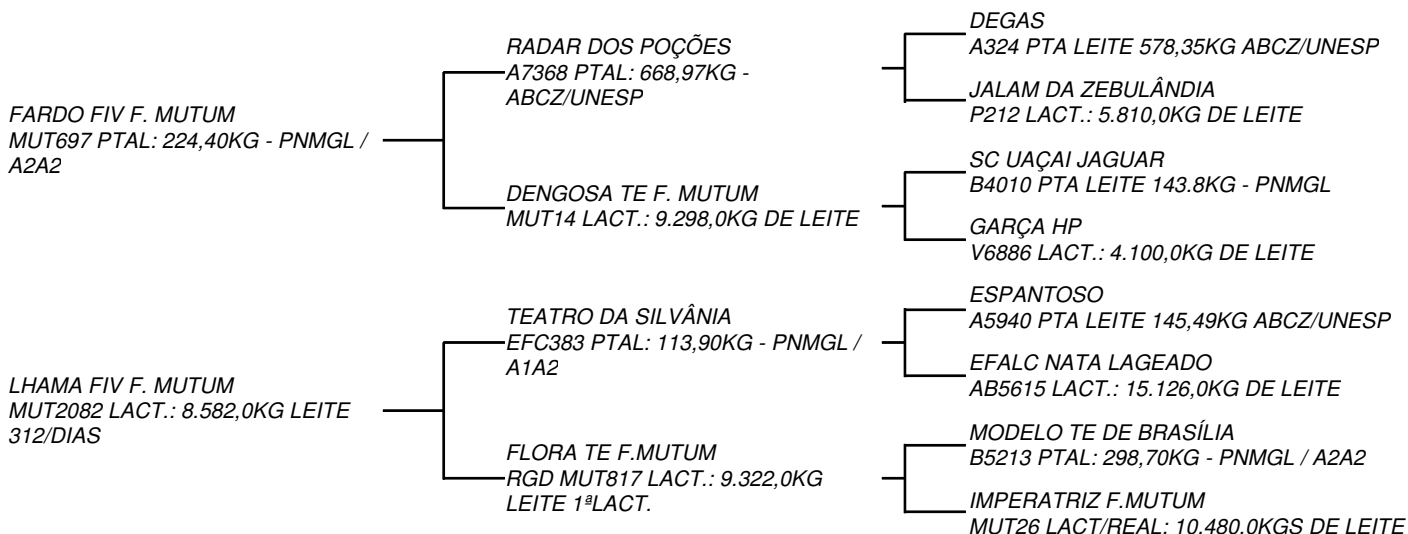 FARDO FIV F. MUTUM
MUT697 PTAL: 224,40KG - PNMGL /
A2A2
RADAR DOS POÇÕES
A7368 PTAL: 668,97KG -
ABCZ/UNESP
DEGAS
A324 PTA LEITE 578,35KG ABCZ/UNESP
JALAM DA ZEBULÂNDIA
P212 LACT.: 5.810,0KG DE LEITE
DENGOSA TE F. MUTUM
MUT14 LACT.: 9.298,0KG DE LEITE
SC UAÇAI JAGUAR
B4010 PTA LEITE 143.8KG - PNMGL
GARÇA HP
V6886 LACT.: 4.100,0KG DE LEITE
LHAMA FIV F. MUTUM
MUT2082 LACT.: 8.582,0KG LEITE
312/DIAS
TEATRO DA SILVÂNIA
EFC383 PTAL: 113,90KG - PNMGL /
A1A2
ESPANTOSO
A5940 PTA LEITE 145,49KG ABCZ/UNESP
EFALC NATA LAGEADO
AB5615 LACT.: 15.126,0KG DE LEITE
FLORA TE F.MUTUM
RGD MUT817 LACT.: 9.322,0KG
LEITE 1ªLACT.
MODELO TE DE BRASÍLIA
B5213 PTAL: 298,70KG - PNMGL / A2A2
IMPERATRIZ F.MUTUM
MUT26 LACT/REAL: 10.480,0KGS DE LEITE